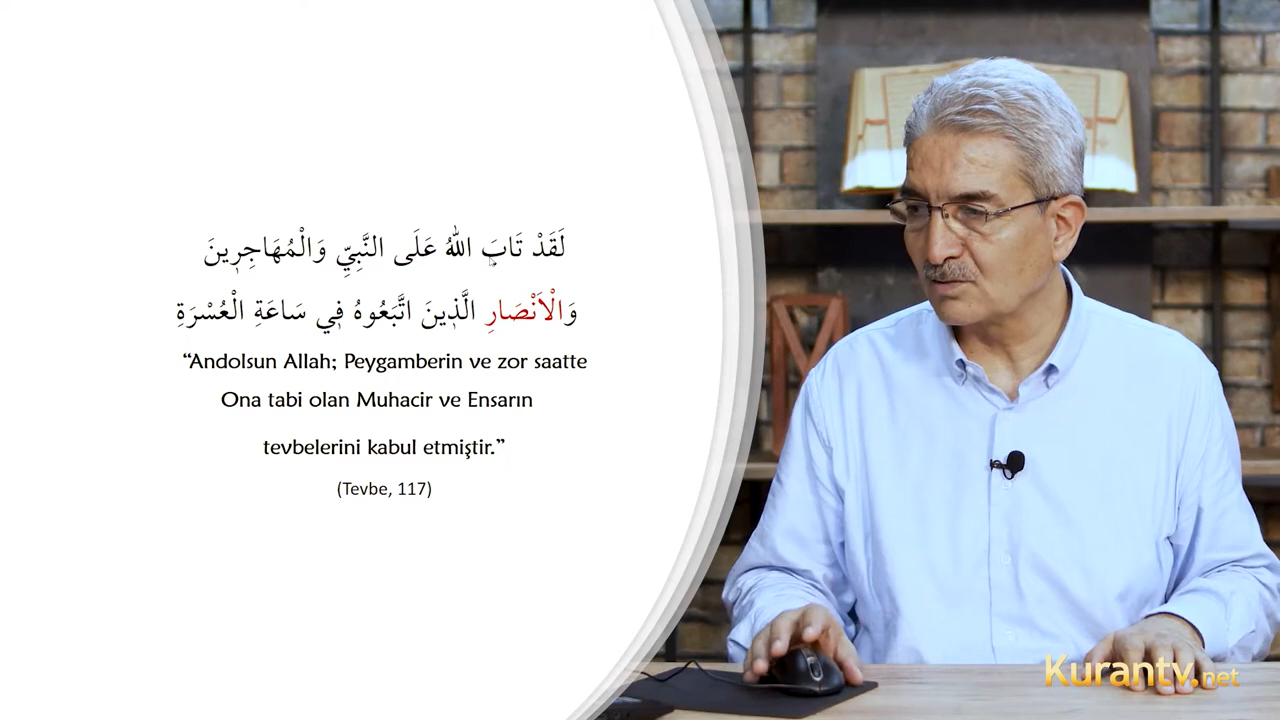 لَقَدْ تَابَ اللّٰهُ عَلَى النَّبِيِّ وَالْمُهَاجِر۪ينَ
وَالْاَنْصَارِ الَّذ۪ينَ اتَّبَعُوهُ ف۪ي سَاعَةِ الْعُسْرَةِ
“Andolsun Allah; Peygamberin ve zor saatte
Ona tabi olan Muhacir ve Ensarın
tevbelerini kabul etmiştir.”
(Tevbe, 117)
Kurantv.net